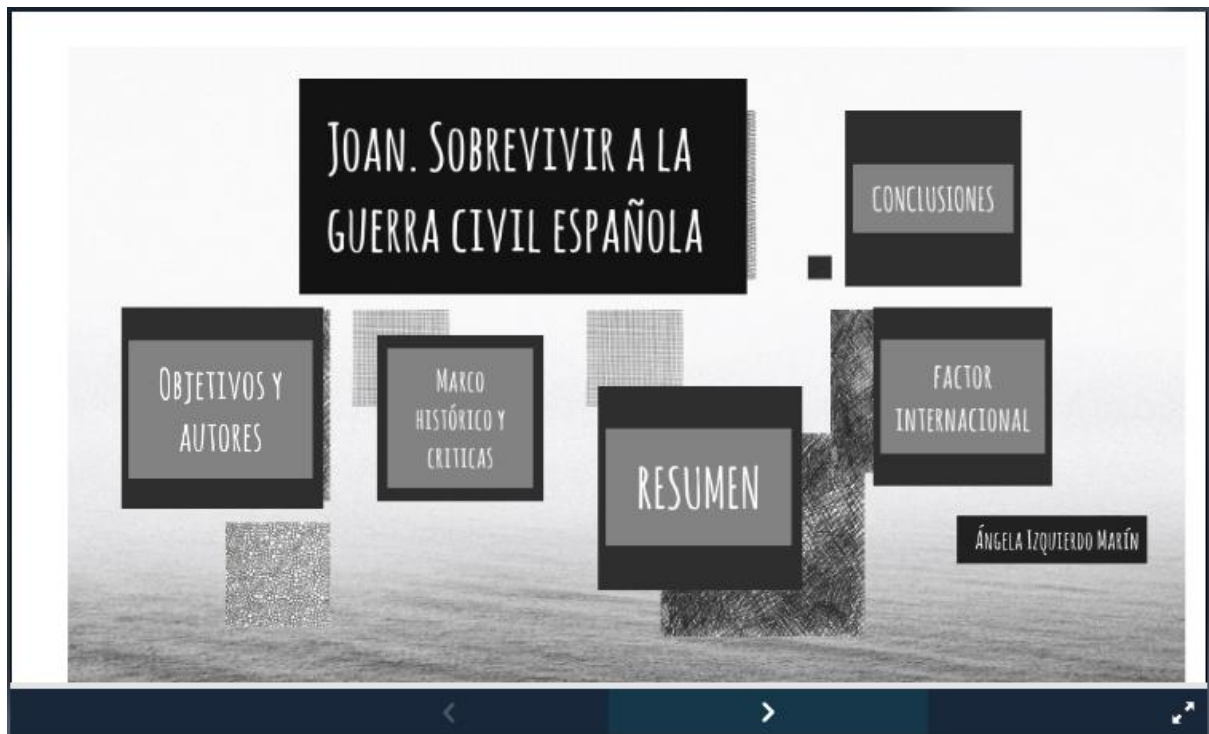 JOAN. SOBREVIVIR A LA
GUERRA CIVIL ESPAÑOLA
CONCLUSIONES
OBJETIVOS Y
AUTORES
MARCO
HISTÓRICO Y
CRITICAS
RESUMEN
FACTOR
INTERNACIONAL
ÁNGELA IZQUIERDO MARÍN